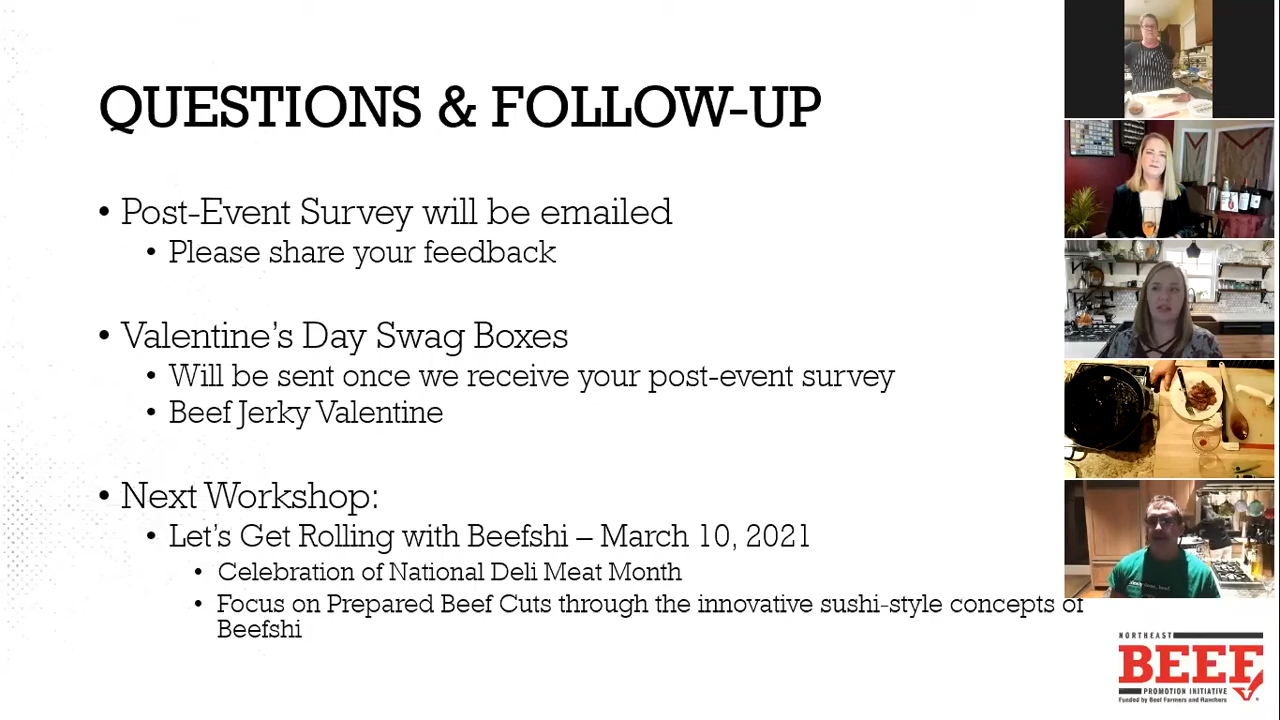 QUESTIONS & FOLLOW-UP
• Post-Event Survey will be emailed
• Please share your feedback
• Valentine's Day Swag Boxes
• Will be sent once we receive your post-event survey
• Beef Jerky Valentine
• Next Workshop:
• Let's Get Rolling with Beefshi – March 10, 2021
• Celebration of National Deli Meat Month
• Focus on Prepared Beef Cuts through the innovative sushi-style concepts of
Beefshi
NORTHEAST
BEEF
PROMOTION INITIATIVE
Funded by Beef Farmers and Ranchers